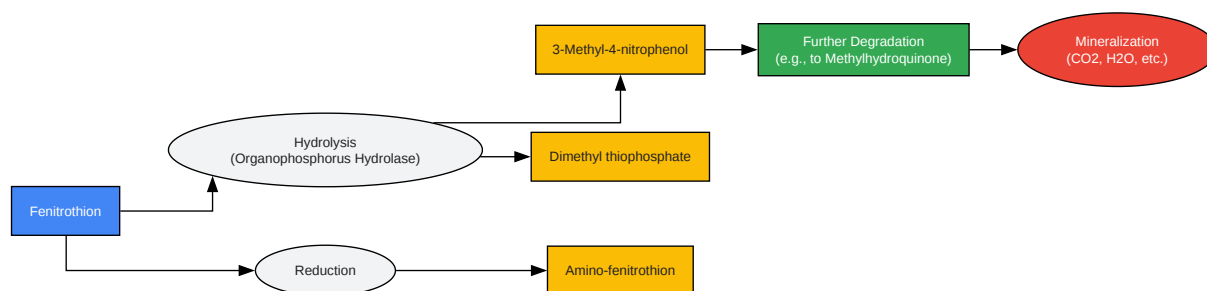 3-Methyl-4-nitrophenol
Further Degradation
(e.g., to Methylhydroquinone)
Mineralization
(CO2, H2O, etc.)
Hydrolysis
(Organophosphorus Hydrolase)
Dimethyl thiophosphate
Fenitrothion
Reduction
Amino-fenitrothion